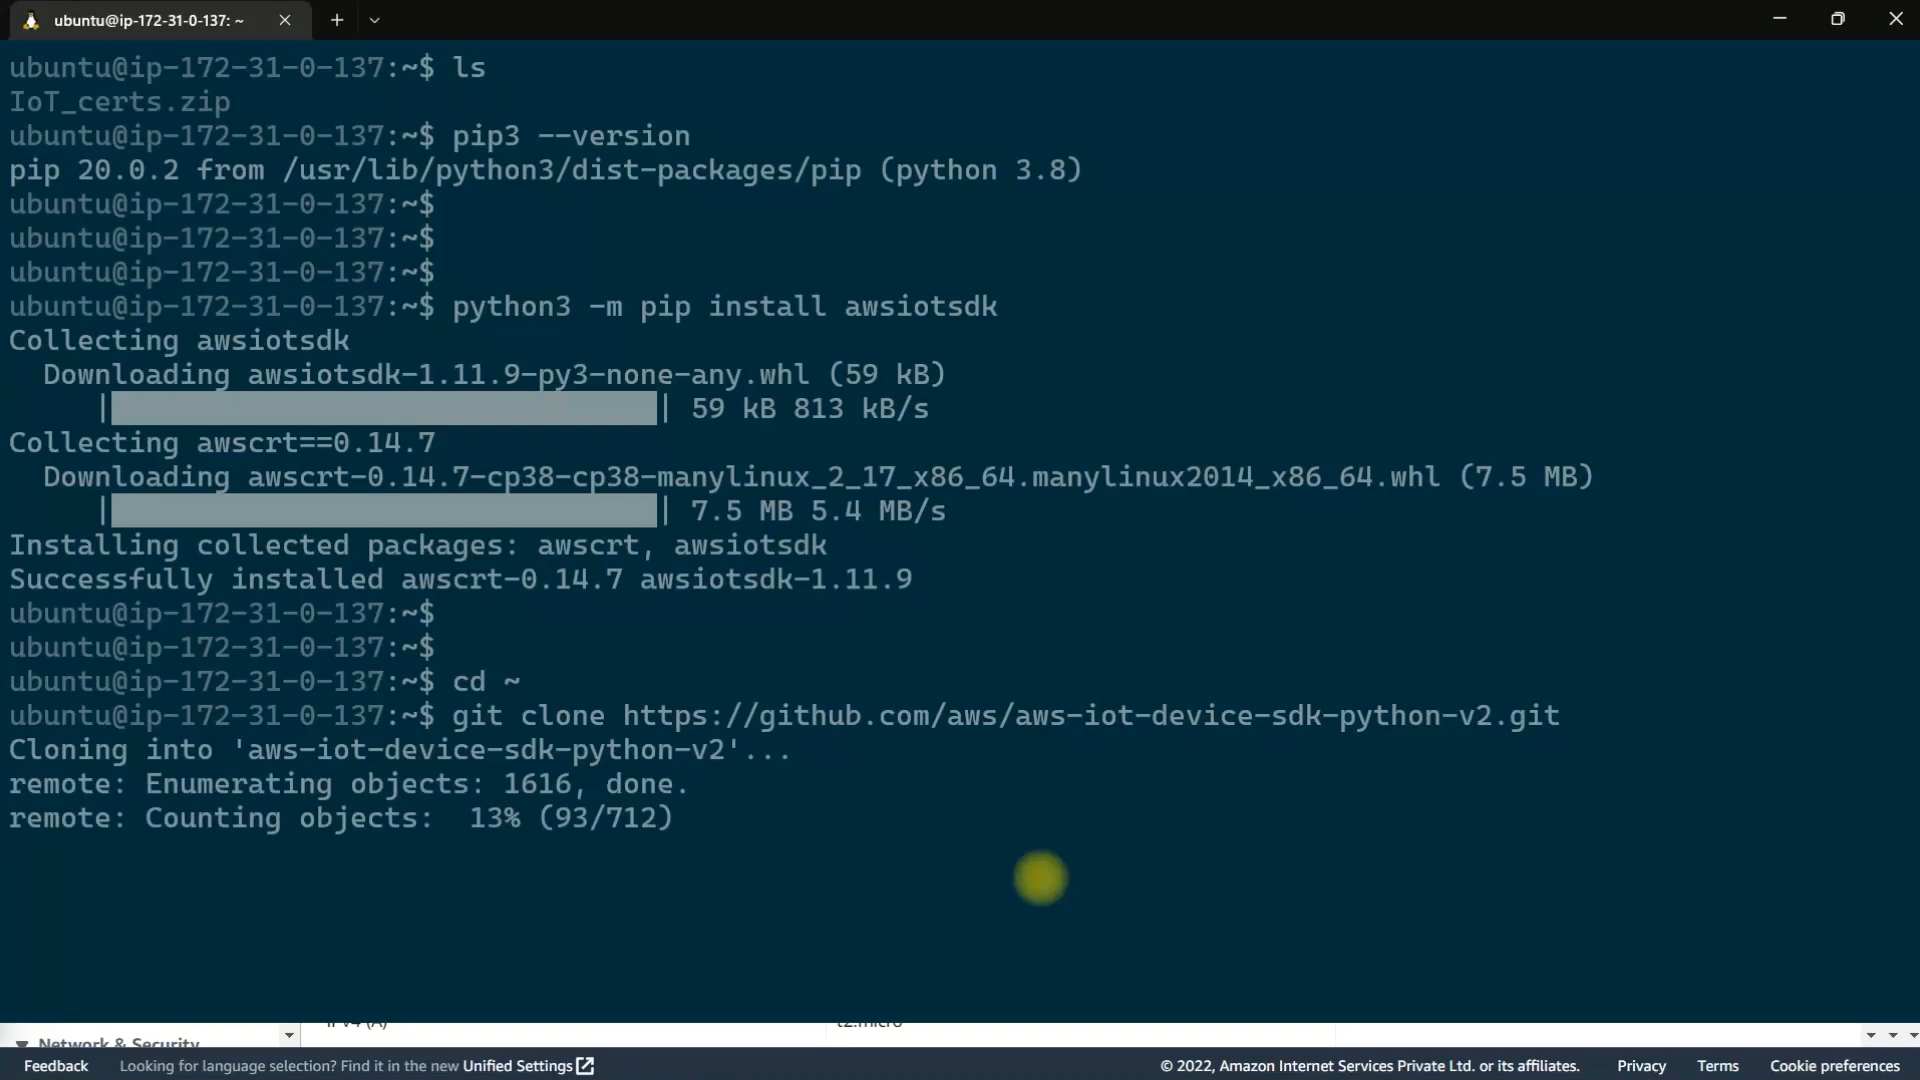 ubuntu@ip-172-31-0-137: ~
ubuntu@ip-172-31-0-137:~$ ls
IoT_certs.zip
ubuntu@ip-172-31-0-137:~$ pip3 --version
pip 20.0.2 from /usr/lib/python3/dist-packages/pip (python 3.8)
ubuntu@ip-172-31-0-137:~$
ubuntu@ip-172-31-0-137:~$
ubuntu@ip-172-31-0-137:~$
ubuntu@ip-172-31-0-137:~$ python3 -m pip install awsiotsdk
Collecting awsiotsdk
Downloading awsiotsdk-1.11.9-py3-none-any.whl (59 kB)
| | 59 kB 813 kB/s
Collecting awscrt==0.14.7
Downloading awscrt-0.14.7-cp38-cp38-manylinux_2_17_x86_64.manylinux2014_x86_64.whl (7.5 MB)
| | 7.5 MB 5.4 MB/s
Installing collected packages: awscrt, awsiotsdk
Successfully installed awscrt-0.14.7 awsiotsdk-1.11.9
ubuntu@ip-172-31-0-137:~$
ubuntu@ip-172-31-0-137:~$
ubuntu@ip-172-31-0-137:~$ cd ~
ubuntu@ip-172-31-0-137:~$ git clone https://github.com/aws/aws-iot-device-sdk-python-v2.git
Cloning into 'aws-iot-device-sdk-python-v2'...
remote: Enumerating objects: 1616, done.
remote: Counting objects:  13% (93/712)
IPv4 (A) t2.micro
Network & Security
Feedback Looking for language selection? Find it in the new Unified Settings © 2022, Amazon Internet Services Private Ltd. or its affiliates. Privacy Terms Cookie preferences